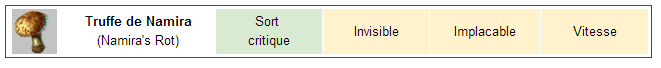 Truffe de Namira
(Namira's Rot)
Sort
critique
Invisible
Implacable
Vitesse